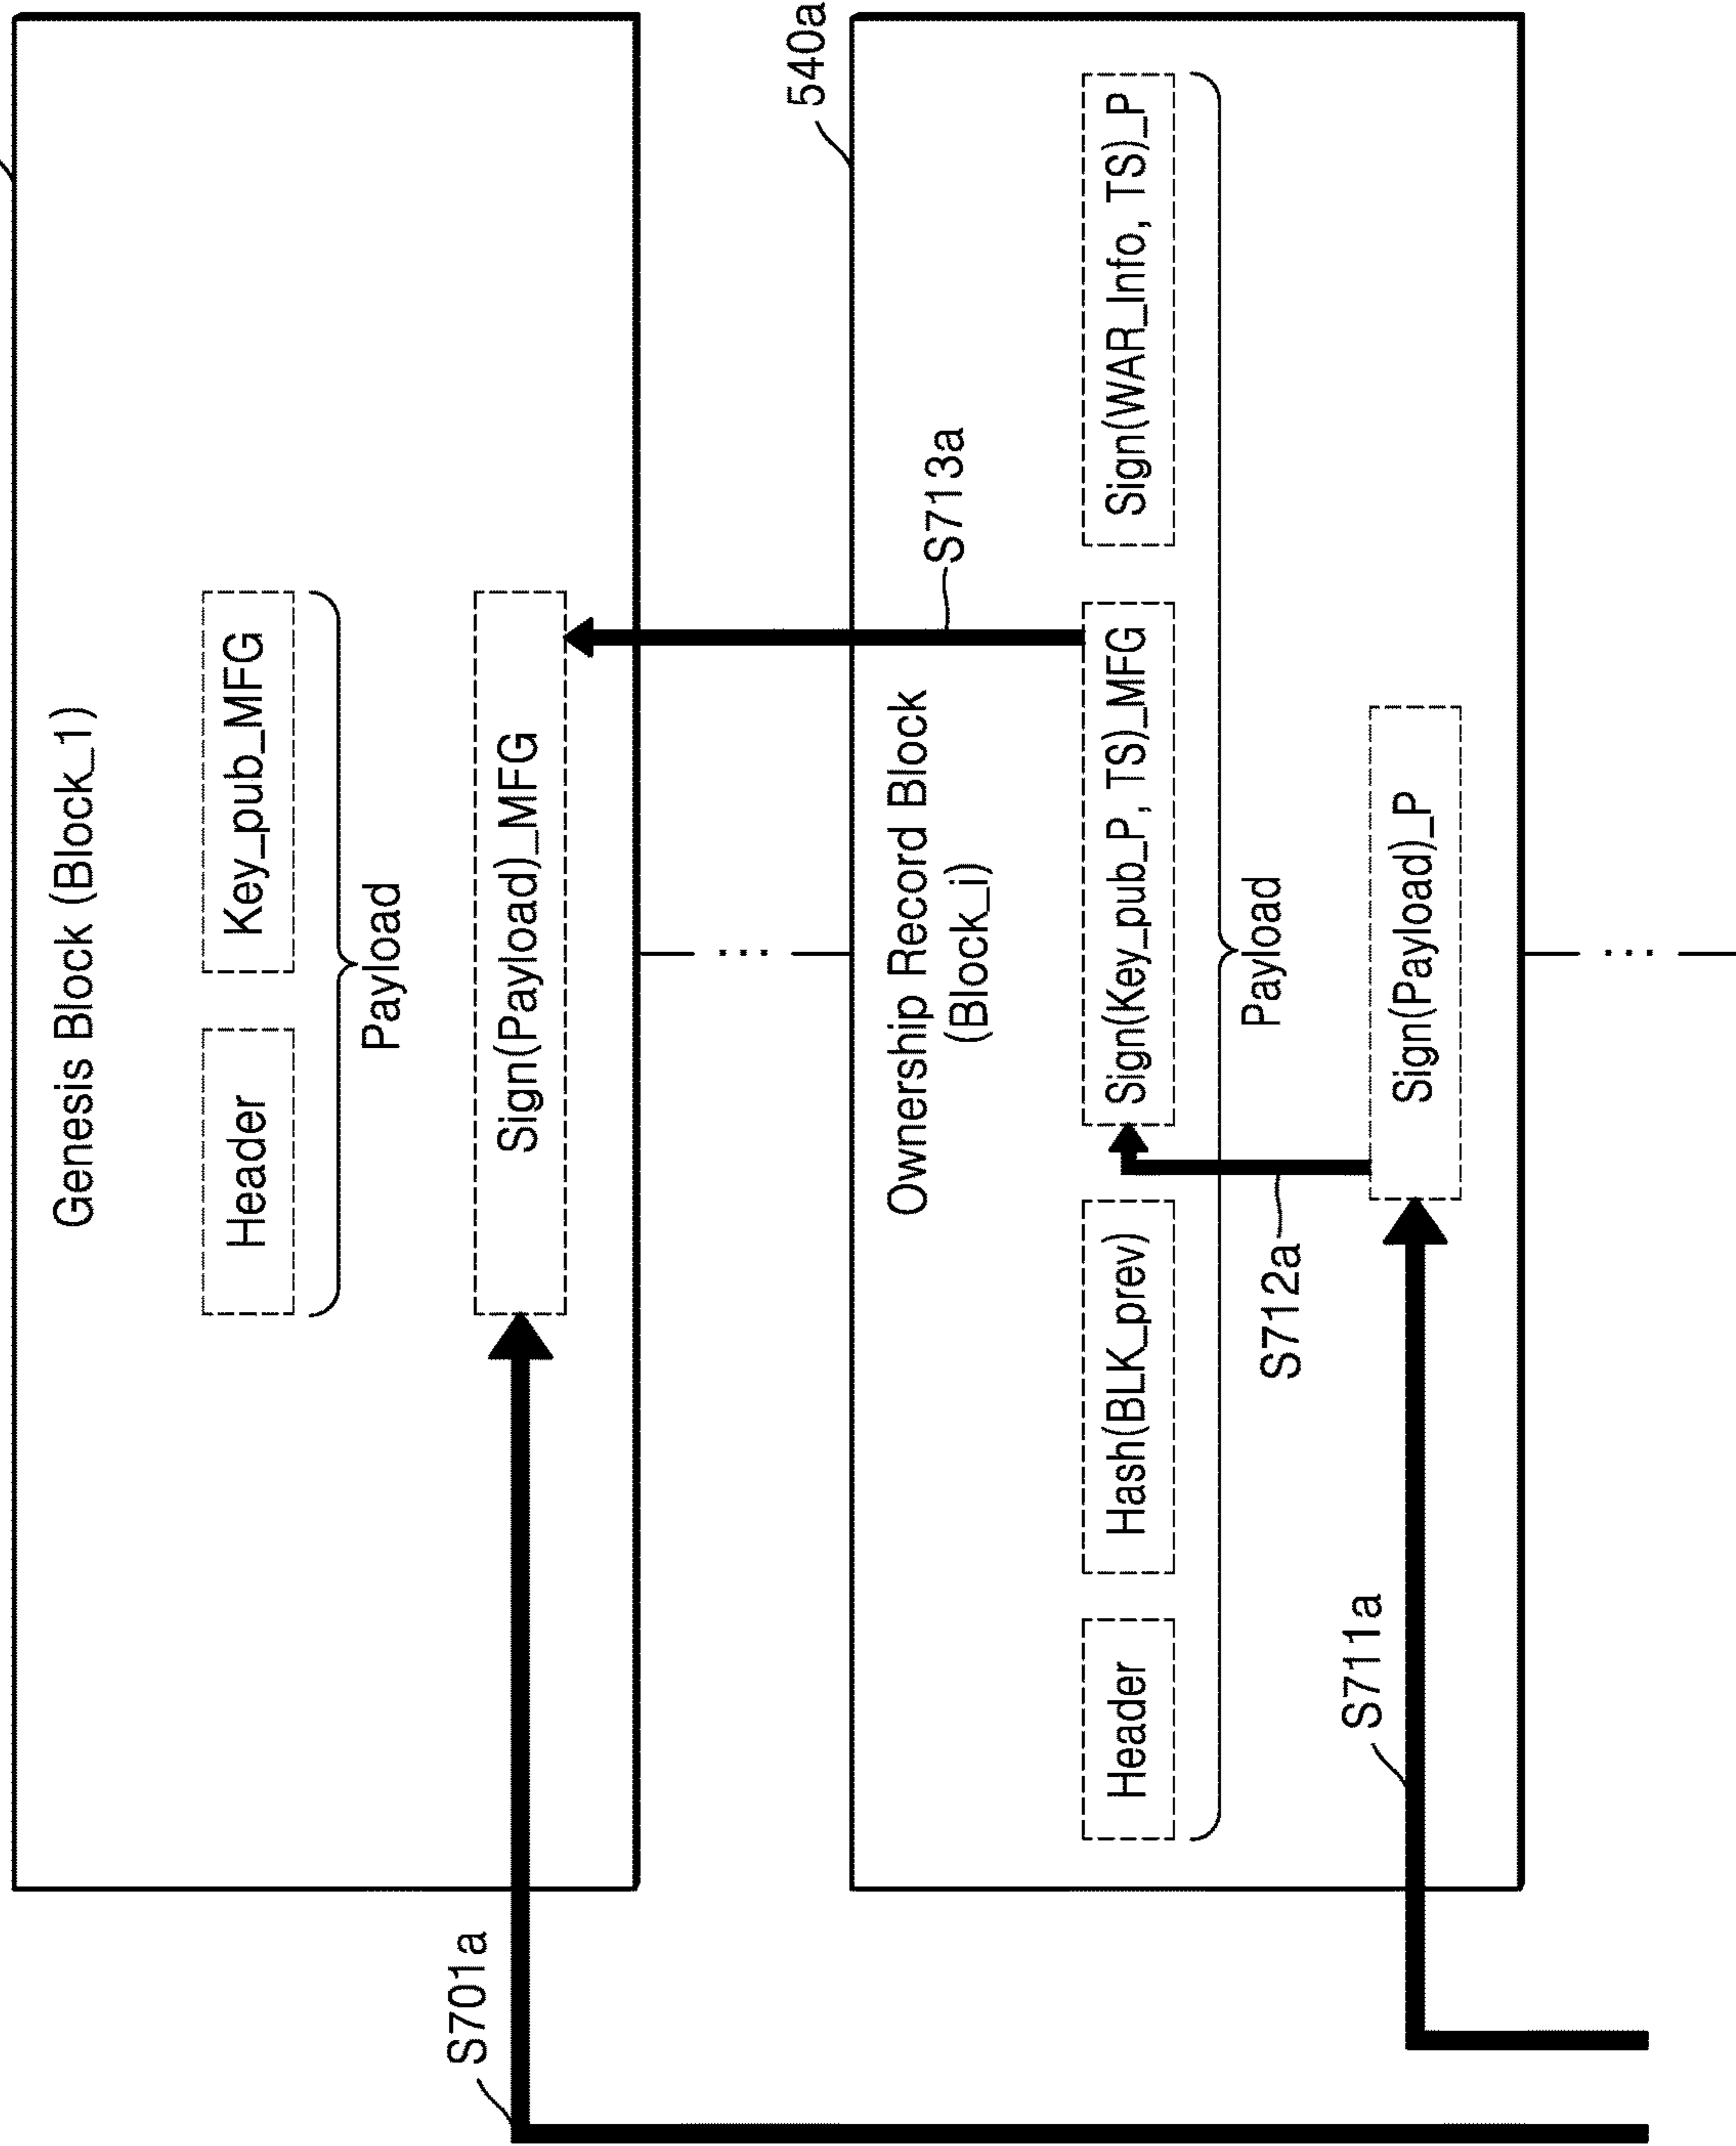 Genesis Block (Block_1)
Header
Key_pub_MFG
Payload
Sign(Payload)_MFG
S701a
540a
S713a
Ownership Record Block
(Block_i)
Header
Hash(BLK_prev)
Sign(Key_pub_P, TS)_MFG
Sign(WAR_Info, TS)_P
Payload
S712a
Sign(Payload)_P
S711a